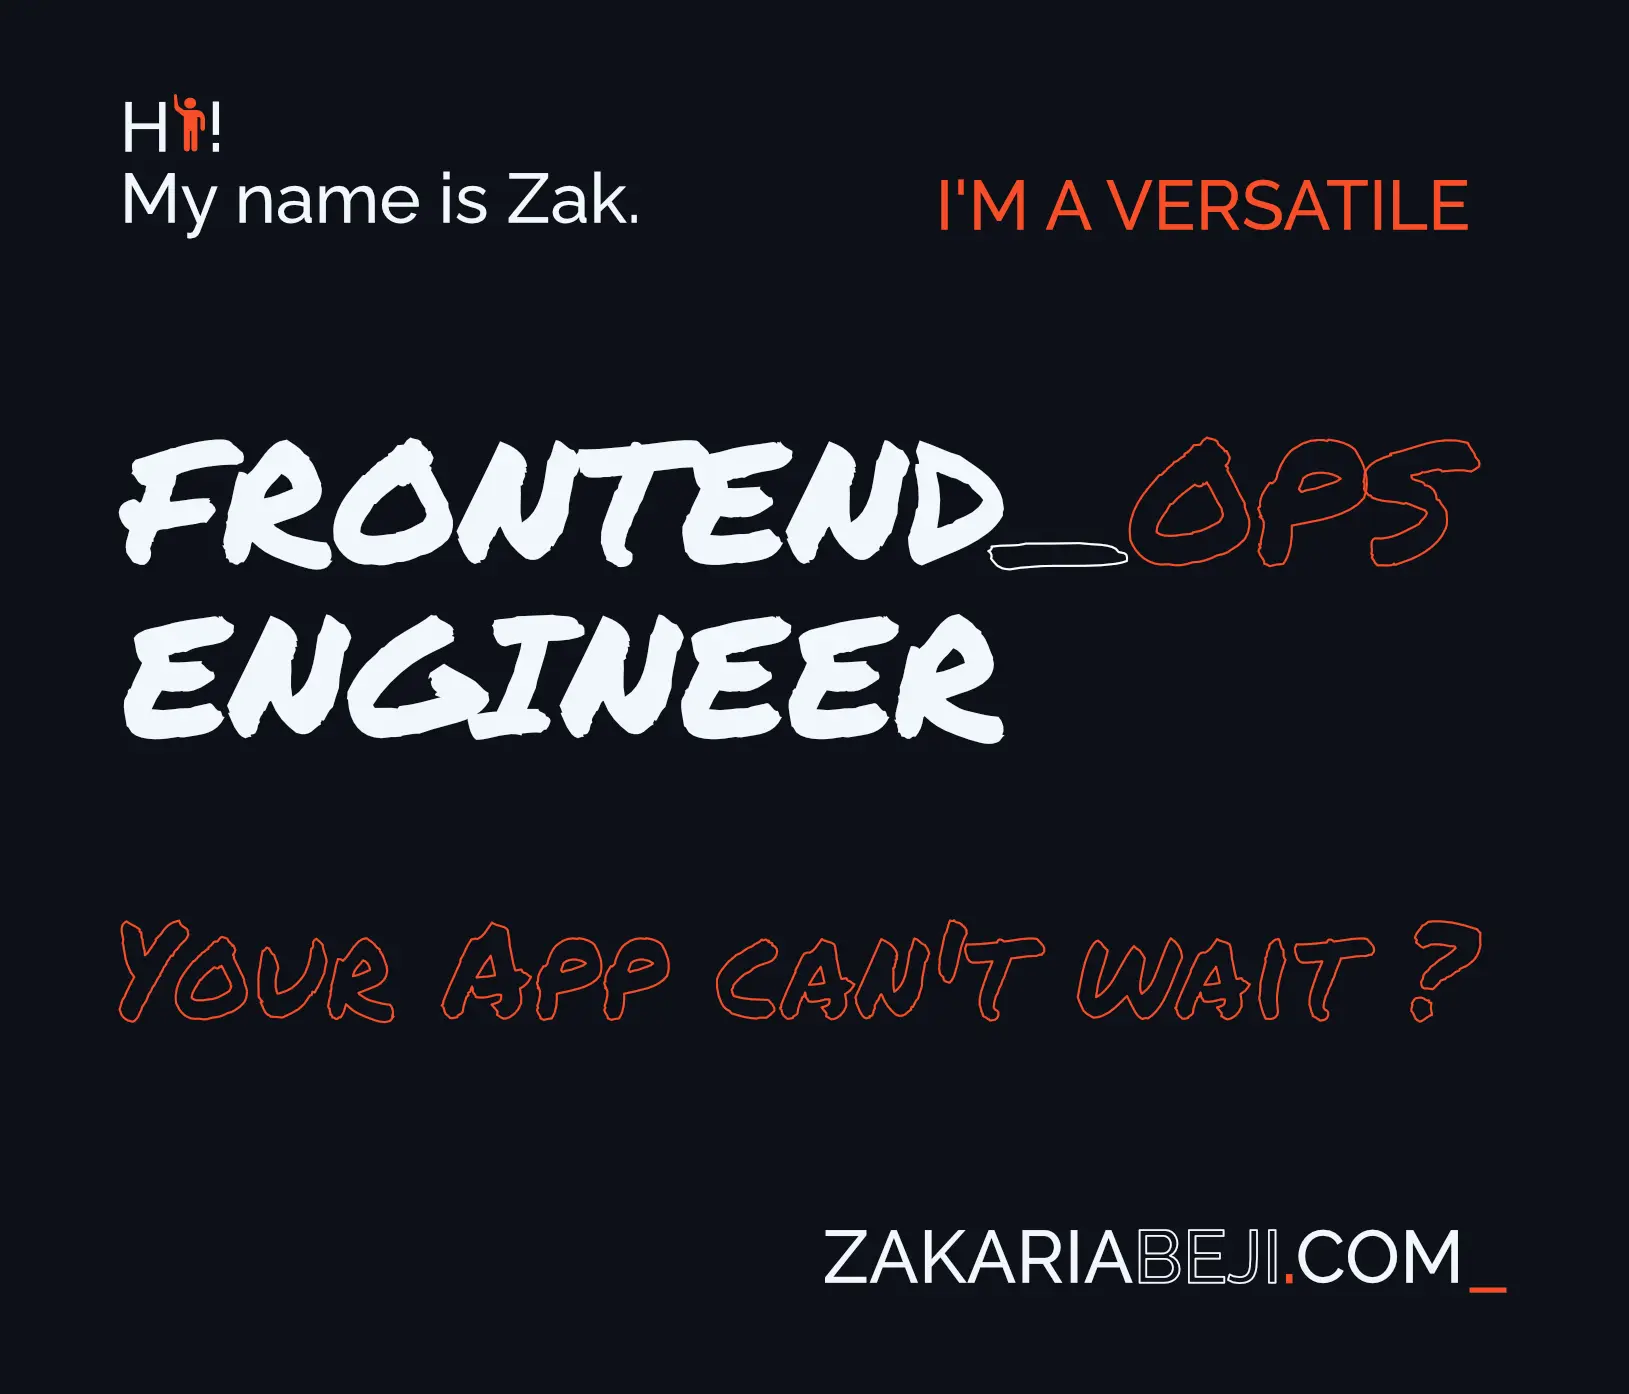 Hi!
My name is Zak.
I'M A VERSATILE
FRONTEND_OPS
ENGINEER
YOUR APP CAN'T WAIT ?
ZAKARIABEJI.COM_